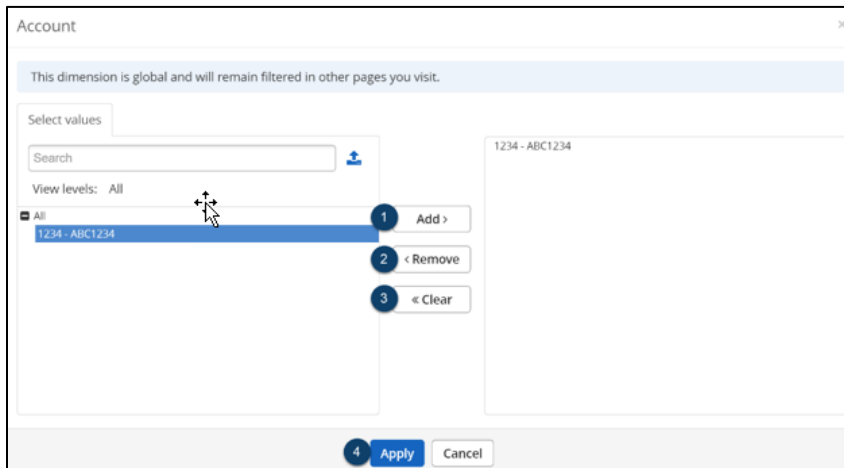 Account
×
This dimension is global and will remain filtered in other pages you visit.
Select values
Search
View levels: All
All
1234 - ABC1234
1 Add ›
2 ‹ Remove
3 « Clear
1234 - ABC1234
4 Apply Cancel